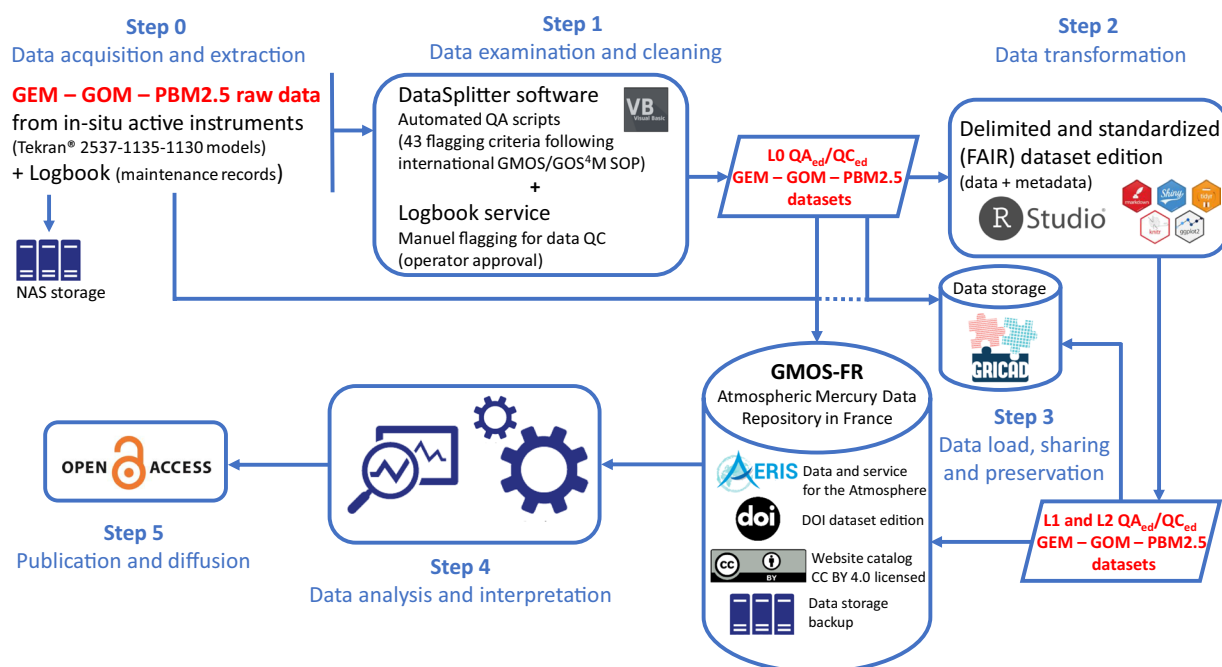 Step 0
Data acquisition and extraction
GEM – GOM – PBM2.5 raw data
from in-situ active instruments
(Tekran® 2537-1135-1130 models)
+ Logbook (maintenance records)
NAS storage
Step 1
Data examination and cleaning
DataSplitter software
Automated QA scripts
(43 flagging criteria following
international GMOS/GOS⁴M SOP)
VB
Visual Basic
+
Logbook service
Manuel flagging for data QC
(operator approval)
L0 QAed/QCed
GEM – GOM – PBM2.5
datasets
Step 2
Data transformation
Delimited and standardized
(FAIR) dataset edition
(data + metadata)
R Studio®
markdown
Shiny
tidyr
knitr
ggplot2
Data storage
GRICAD
Step 3
Data load, sharing
and preservation
L1 and L2 QAed/QCed
GEM – GOM – PBM2.5
datasets
GMOS-FR
Atmospheric Mercury Data
Repository in France
AERIS
Data and service
for the Atmosphere
doi
DOI dataset edition
cc
BY
Website catalog
CC BY 4.0 licensed
Data storage
backup
Step 4
Data analysis and interpretation
OPEN ACCESS
Step 5
Publication and diffusion